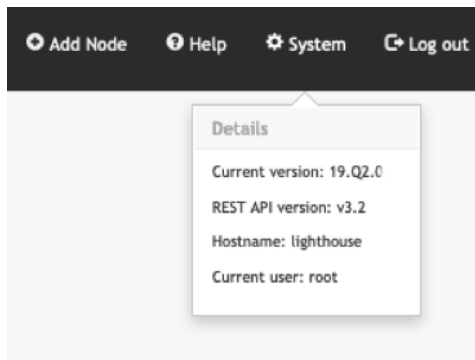 Add Node Help System Log out
Details
Current version: 19.Q2.0
REST API version: v3.2
Hostname: lighthouse
Current user: root